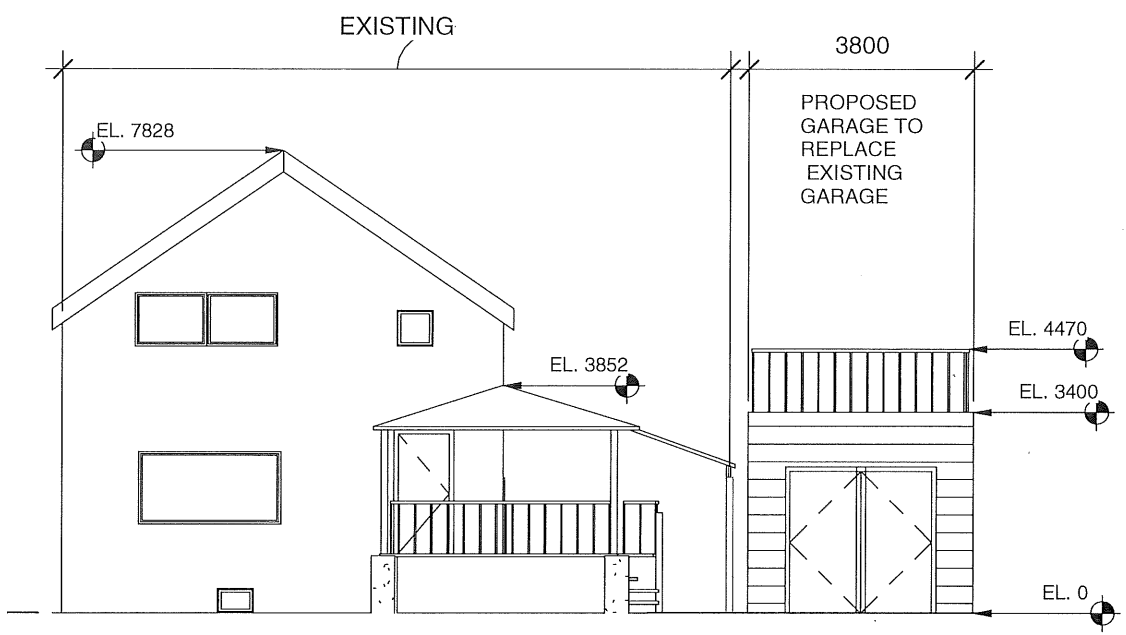 EXISTING
3800
PROPOSED
GARAGE TO
REPLACE
EXISTING
GARAGE
EL. 7828
EL. 4470
EL. 3852
EL. 3400
EL. 0